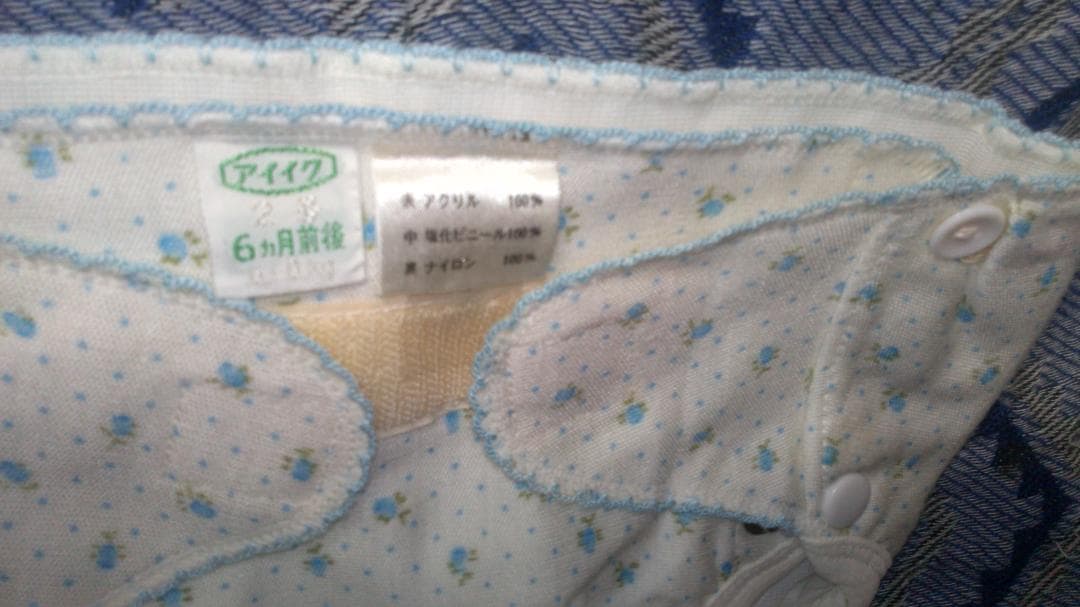 アイイク
6ヵ月前後
表 アクリル 100%
中 塩化ビニール100%
裏 ナイロン 100%